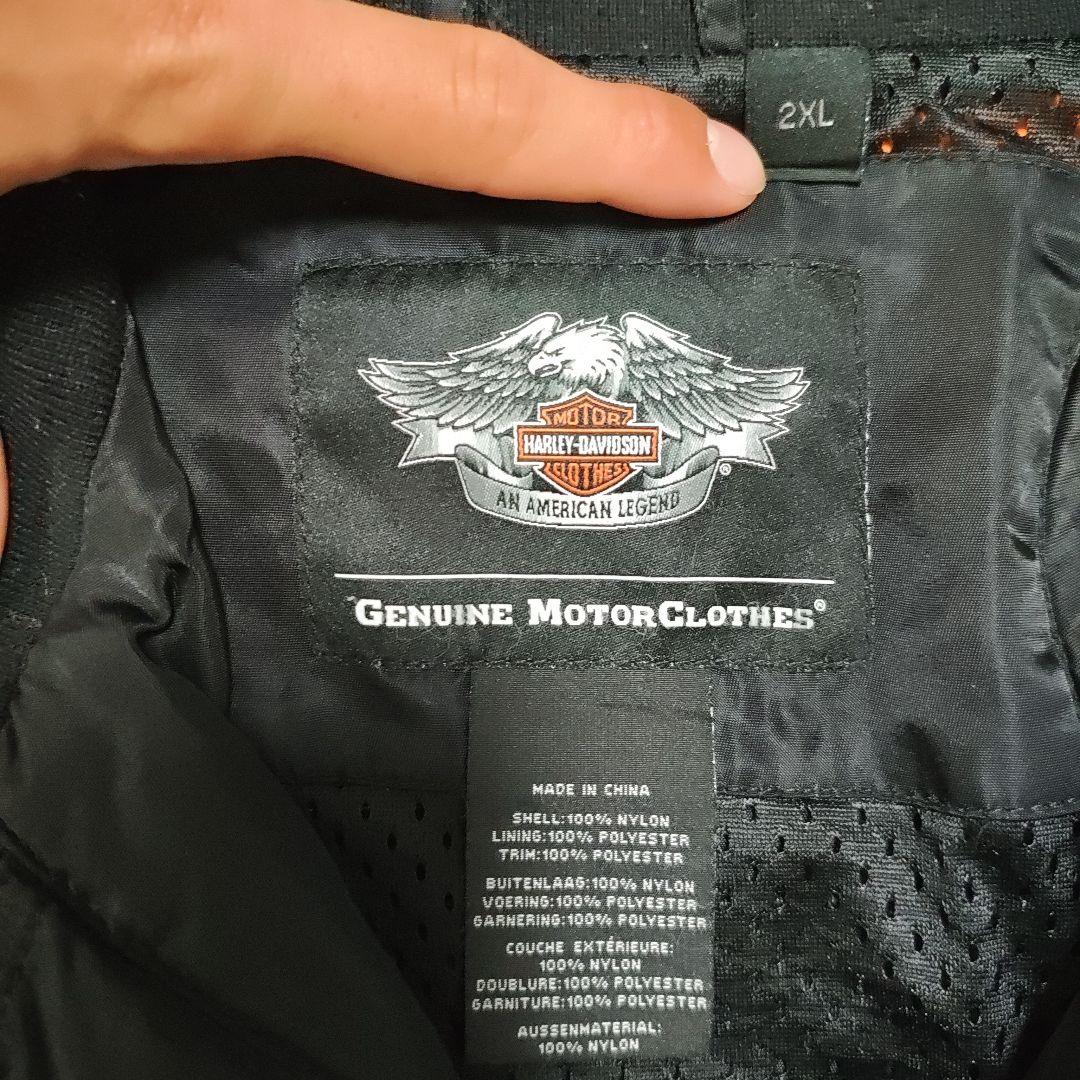 2XL
MOTOR
HARLEY-DAVIDSON
CLOTHES
®
AN AMERICAN LEGEND
GENUINE MOTORCLOTHES®
MADE IN CHINA
SHELL:100% NYLON
LINING:100% POLYESTER
TRIM:100% POLYESTER
BUITENLAAG:100% NYLON
VOERING:100% POLYESTER
GARNERING:100% POLYESTER
COUCHE EXTÉRIEURE:
100% NYLON
DOUBLURE:100% POLYESTER
GARNITURE:100% POLYESTER
AUSSENMATERIAL:
100% NYLON